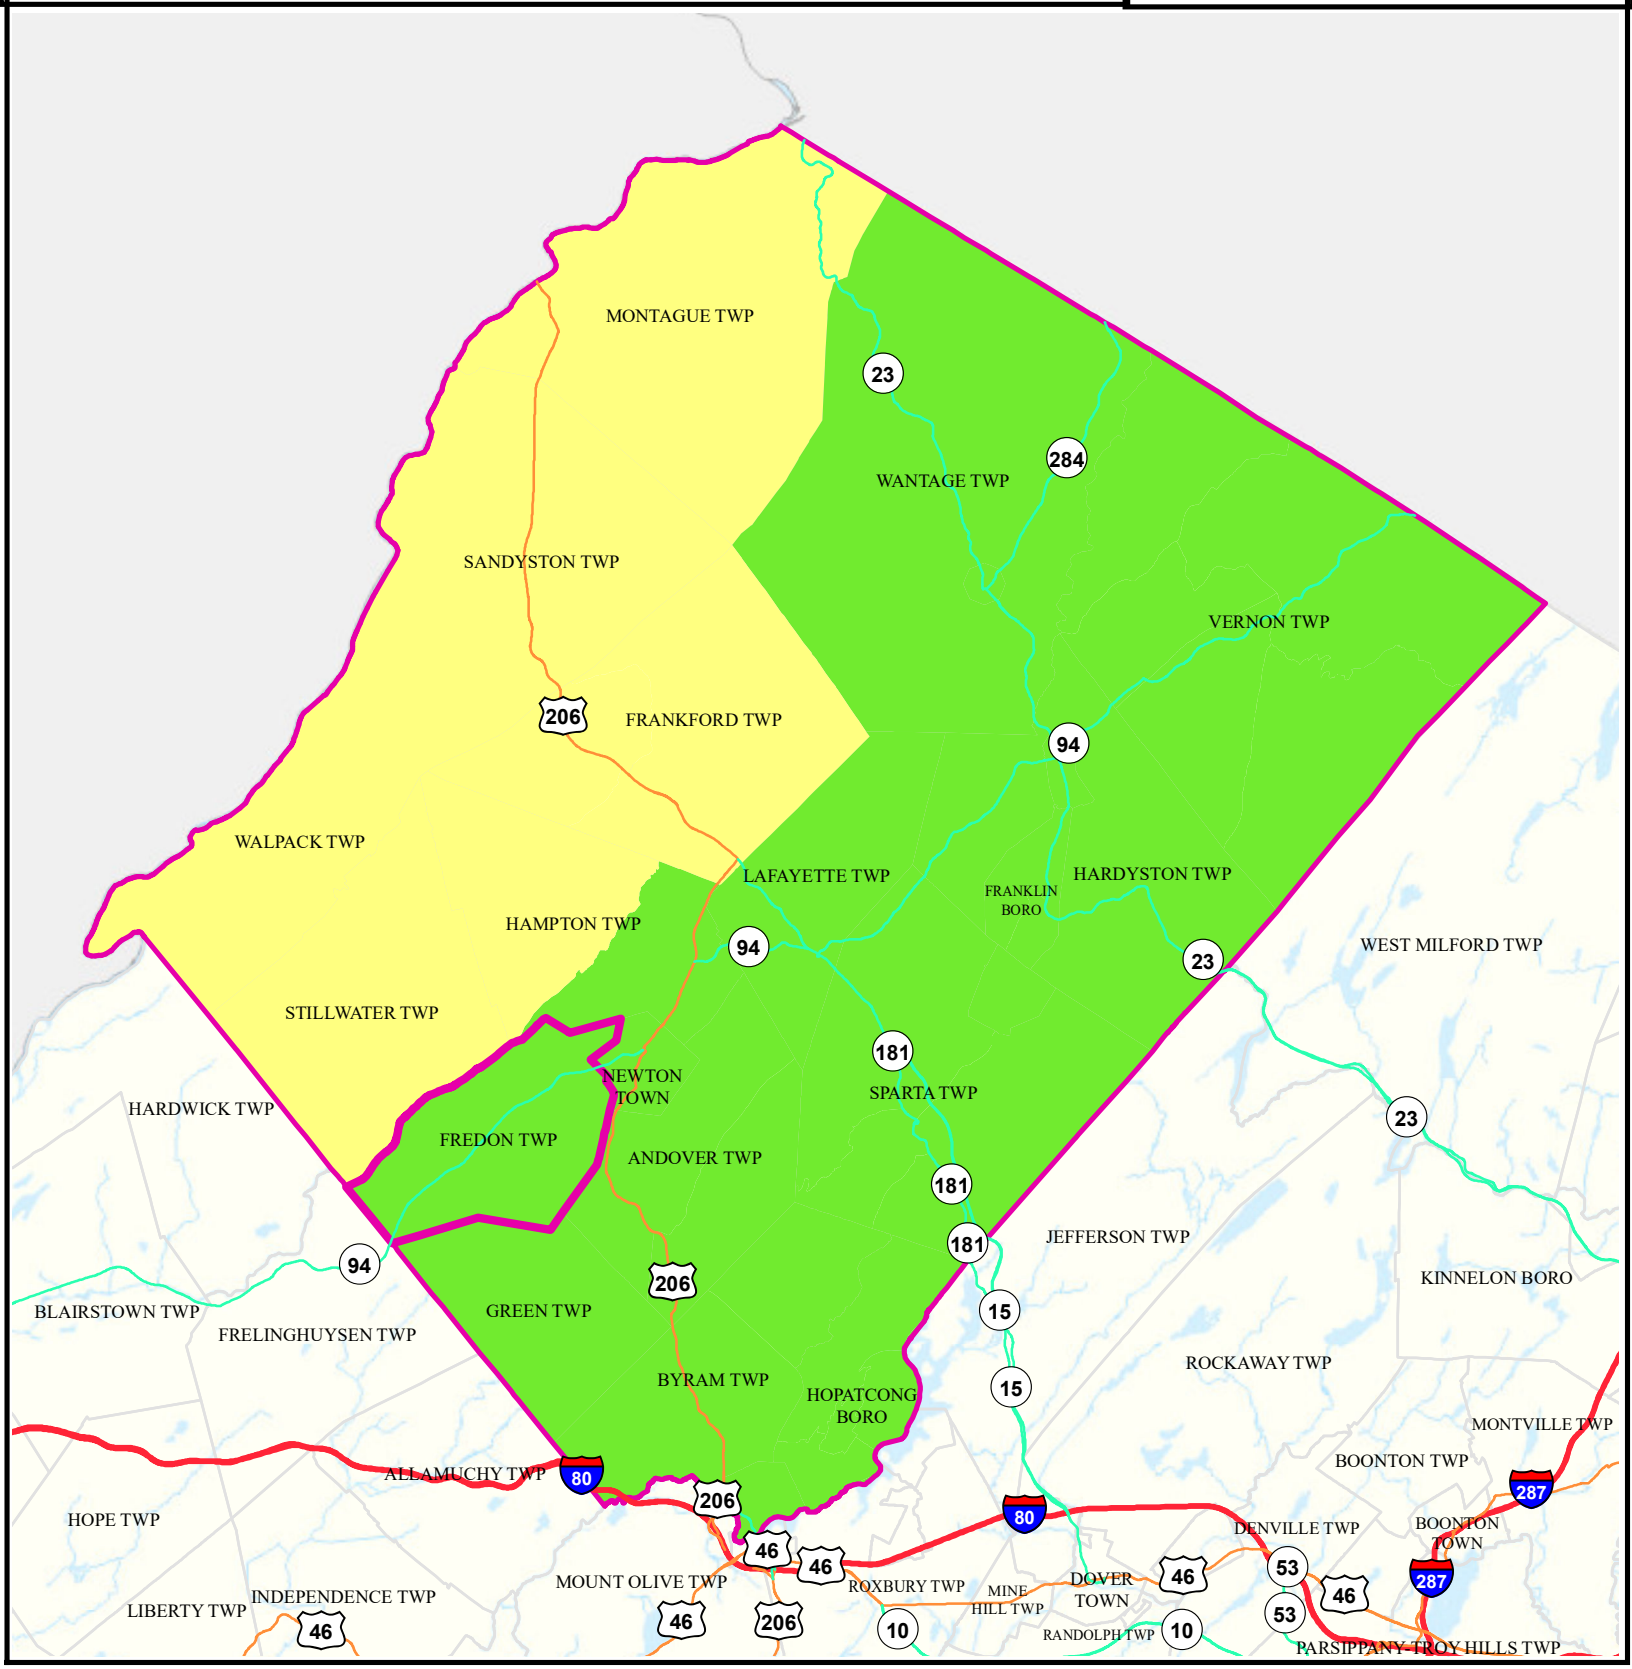 MONTAGUE TWP
23
284
WANTAGE TWP
SANDYSTON TWP
VERNON TWP
206
FRANKFORD TWP
94
WALPACK TWP
LAFAYETTE TWP
HARDYSTON TWP
FRANKLIN
BORO
HAMPTON TWP
94
23
WEST MILFORD TWP
STILLWATER TWP
181
NEWTON
TOWN
SPARTA TWP
HARDWICK TWP
23
FREDON TWP
ANDOVER TWP
181
181
JEFFERSON TWP
94
206
KINNELON BORO
BLAIRSTOWN TWP
GREEN TWP
15
FRELINGHUYSEN TWP
ROCKAWAY TWP
BYRAM TWP
15
HOPATCONG
BORO
MONTVILLE TWP
BOONTON TWP
ALLAMUCHY TWP
80
287
206
80
HOPE TWP
DENVILLE TWP
BOONTON
TOWN
46
46
53
46
287
MOUNT OLIVE TWP
ROXBURY TWP
MINE
HILL TWP
DOVER
TOWN
46
INDEPENDENCE TWP
LIBERTY TWP
46
46
206
10
RANDOLPH TWP
10
53
PARSIPPANY-TROY HILLS TWP